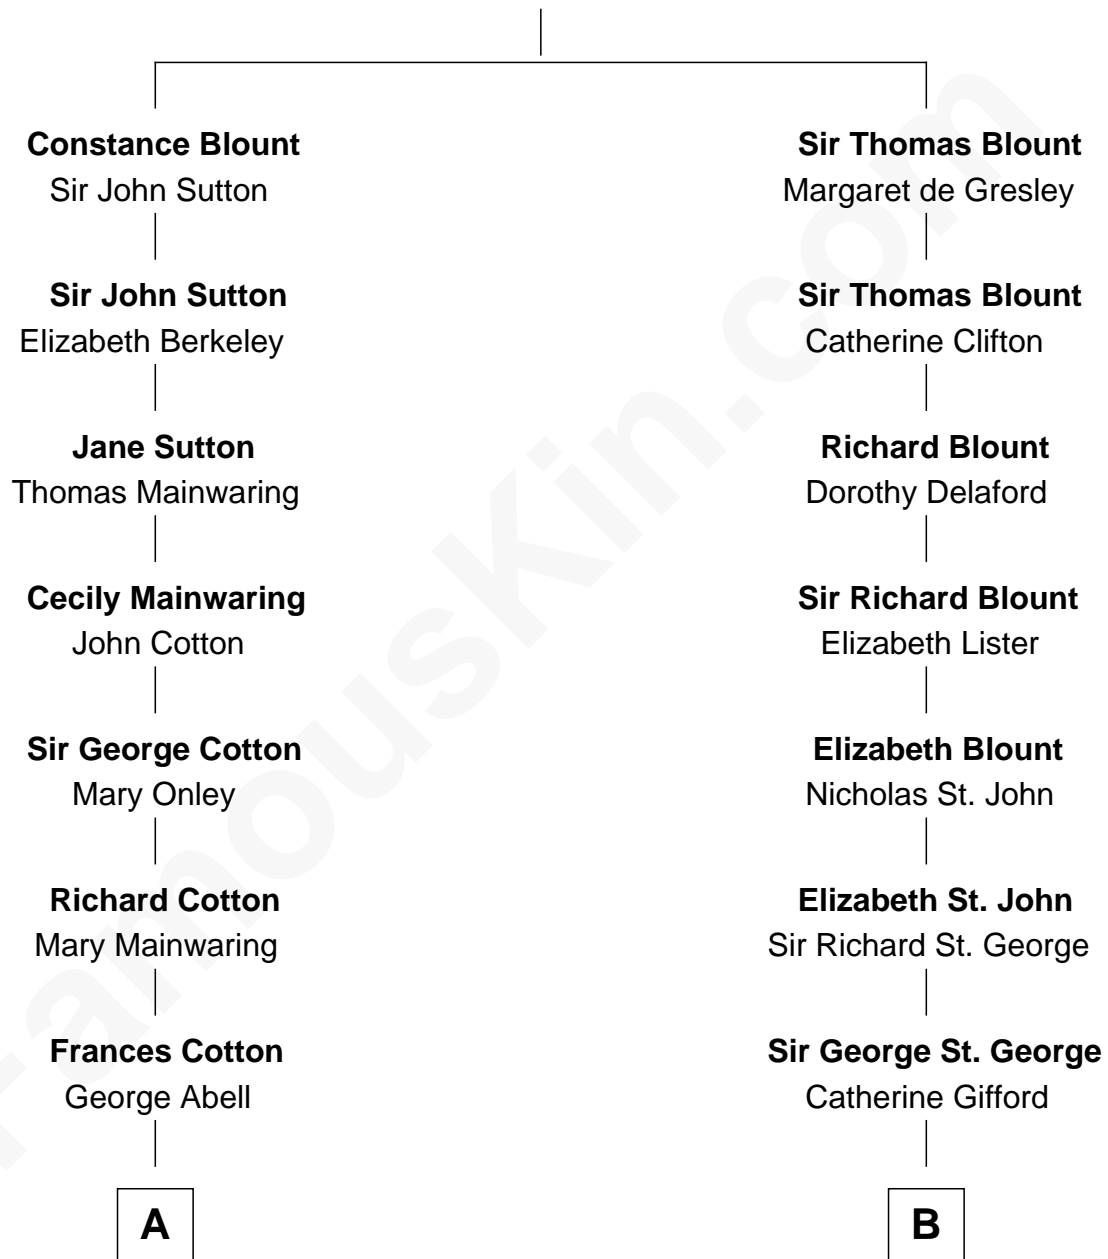 Constance Blount
Sir John Sutton
Sir John Sutton
Elizabeth Berkeley
Jane Sutton
Thomas Mainwaring
Cecily Mainwaring
John Cotton
Sir George Cotton
Mary Onley
Richard Cotton
Mary Mainwaring
Frances Cotton
George Abell
A
Sir Thomas Blount
Margaret de Gresley
Sir Thomas Blount
Catherine Clifton
Richard Blount
Dorothy Delaford
Sir Richard Blount
Elizabeth Lister
Elizabeth Blount
Nicholas St. John
Elizabeth St. John
Sir Richard St. George
Sir George St. George
Catherine Gifford
B
FamousKin.com